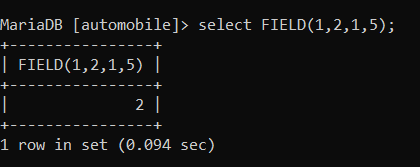 MariaDB [automobile]> select FIELD(1,2,1,5);
+----------------+
| FIELD(1,2,1,5) |
+----------------+
|              2 |
+----------------+
1 row in set (0.094 sec)